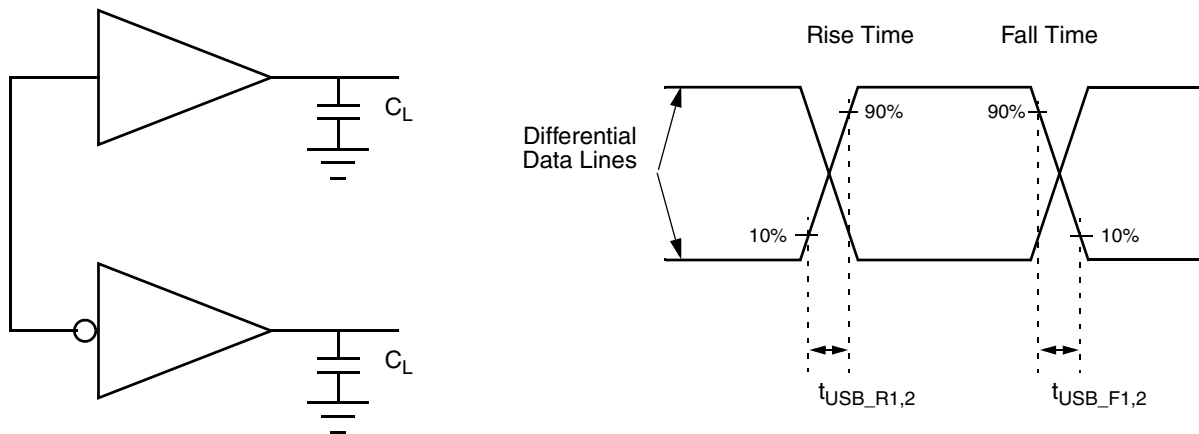 C_L
C_L
Rise Time
Fall Time
Differential
Data Lines
90%
90%
10%
10%
t_USB_R1,2
t_USB_F1,2